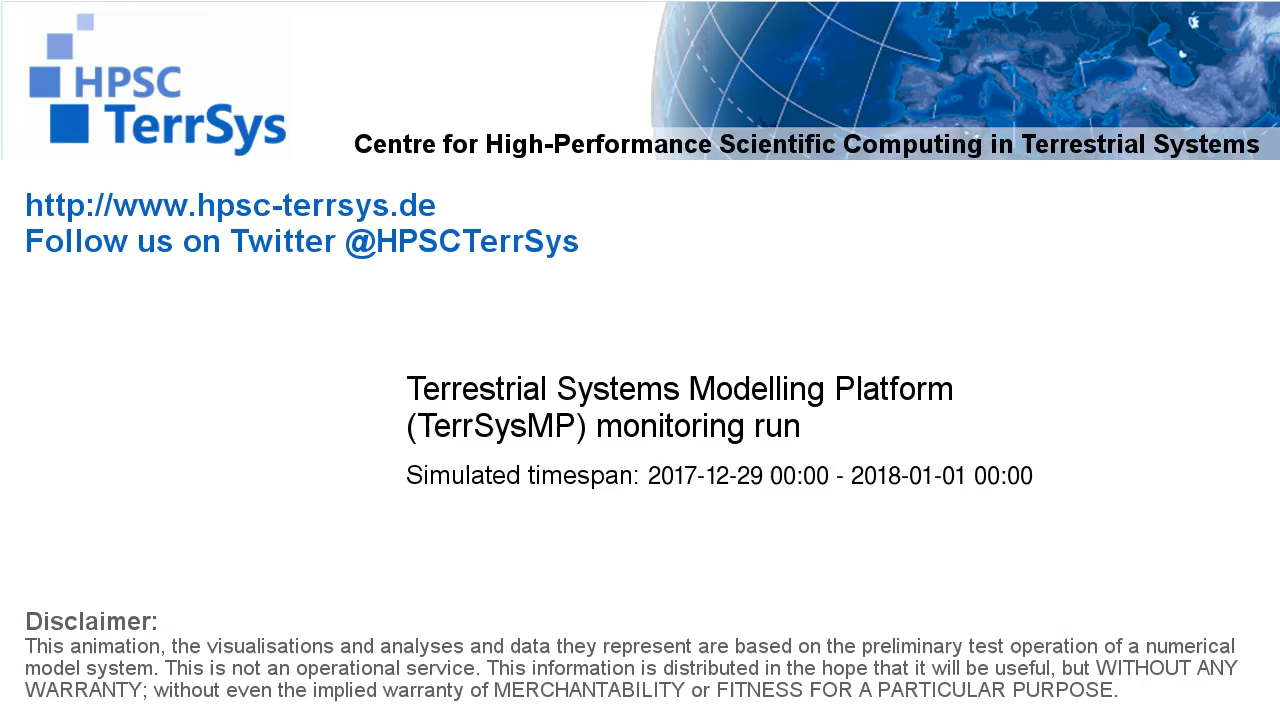 HPSC
TerrSys
Centre for High-Performance Scientific Computing in Terrestrial Systems
http://www.hpsc-terrsys.de
Follow us on Twitter @HPSCTerrSys
Terrestrial Systems Modelling Platform
(TerrSysMP) monitoring run
Simulated timespan: 2017-12-29 00:00 - 2018-01-01 00:00
Disclaimer:
This animation, the visualisations and analyses and data they represent are based on the preliminary test operation of a numerical
model system. This is not an operational service. This information is distributed in the hope that it will be useful, but WITHOUT ANY
WARRANTY; without even the implied warranty of MERCHANTABILITY or FITNESS FOR A PARTICULAR PURPOSE.